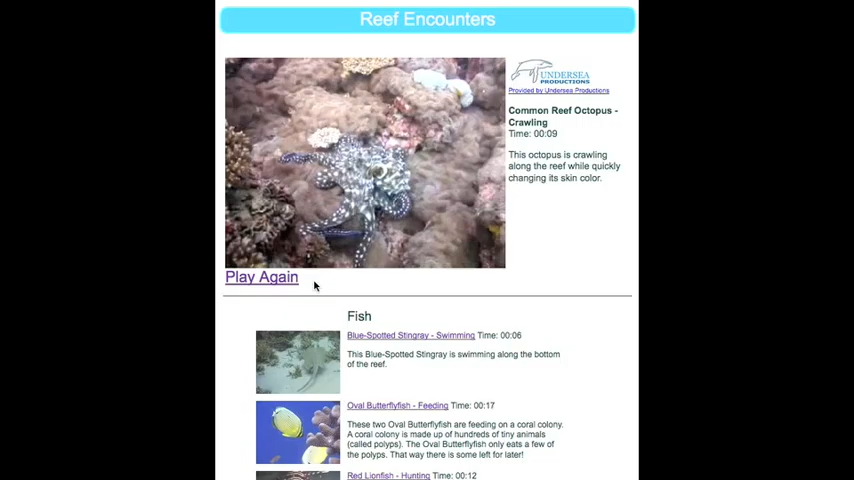 Reef Encounters
UNDERSEA
PRODUCTIONS
Provided by Undersea Productions
Common Reef Octopus -
Crawling
Time: 00:09
This octopus is crawling
along the reef while quickly
changing its skin color.
Play Again
Fish
Blue-Spotted Stingray - Swimming Time: 00:06
This Blue-Spotted Stingray is swimming along the bottom
of the reef.
Oval Butterflyfish - Feeding Time: 00:17
These two Oval Butterflyfish are feeding on a coral colony.
A coral colony is made up of hundreds of tiny animals
(called polyps). The Oval Butterflyfish only eats a few of
the polyps. That way there is some left for later!
Red Lionfish - Hunting Time: 00:12